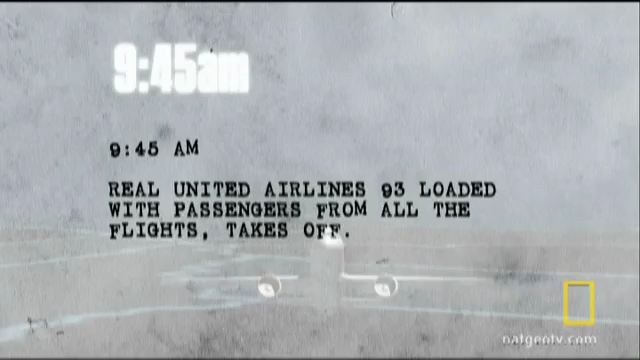 9:45am
9:45 AM
REAL UNITED AIRLINES 93 LOADED
WITH PASSENGERS FROM ALL THE
FLIGHTS, TAKES OFF.
natgeotv.com